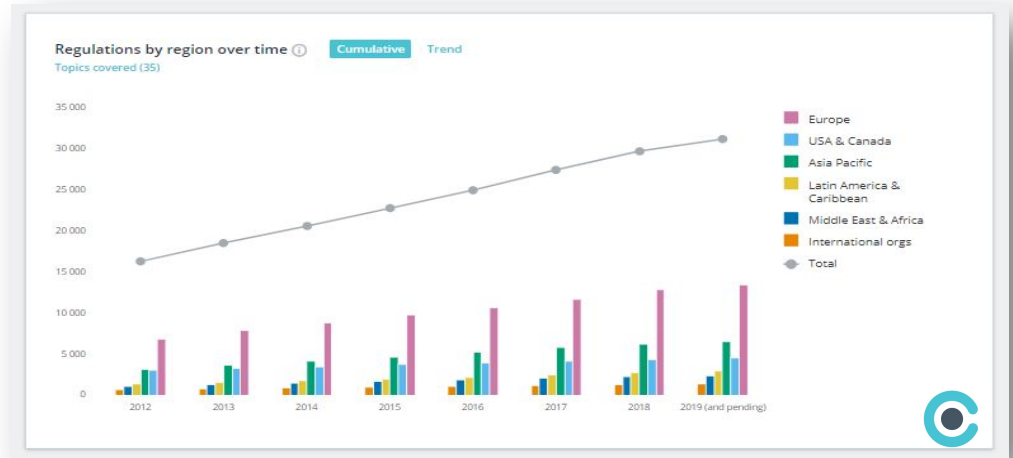 Regulations by region over time
Cumulative
Trend
Topics covered (35)
35 000
30 000
25 000
20 000
15 000
10 000
5 000
0
2012
2013
2014
2015
2016
2017
2018
2019 (and pending)
Europe
USA & Canada
Asia Pacific
Latin America &
Caribbean
Middle East & Africa
International orgs
Total